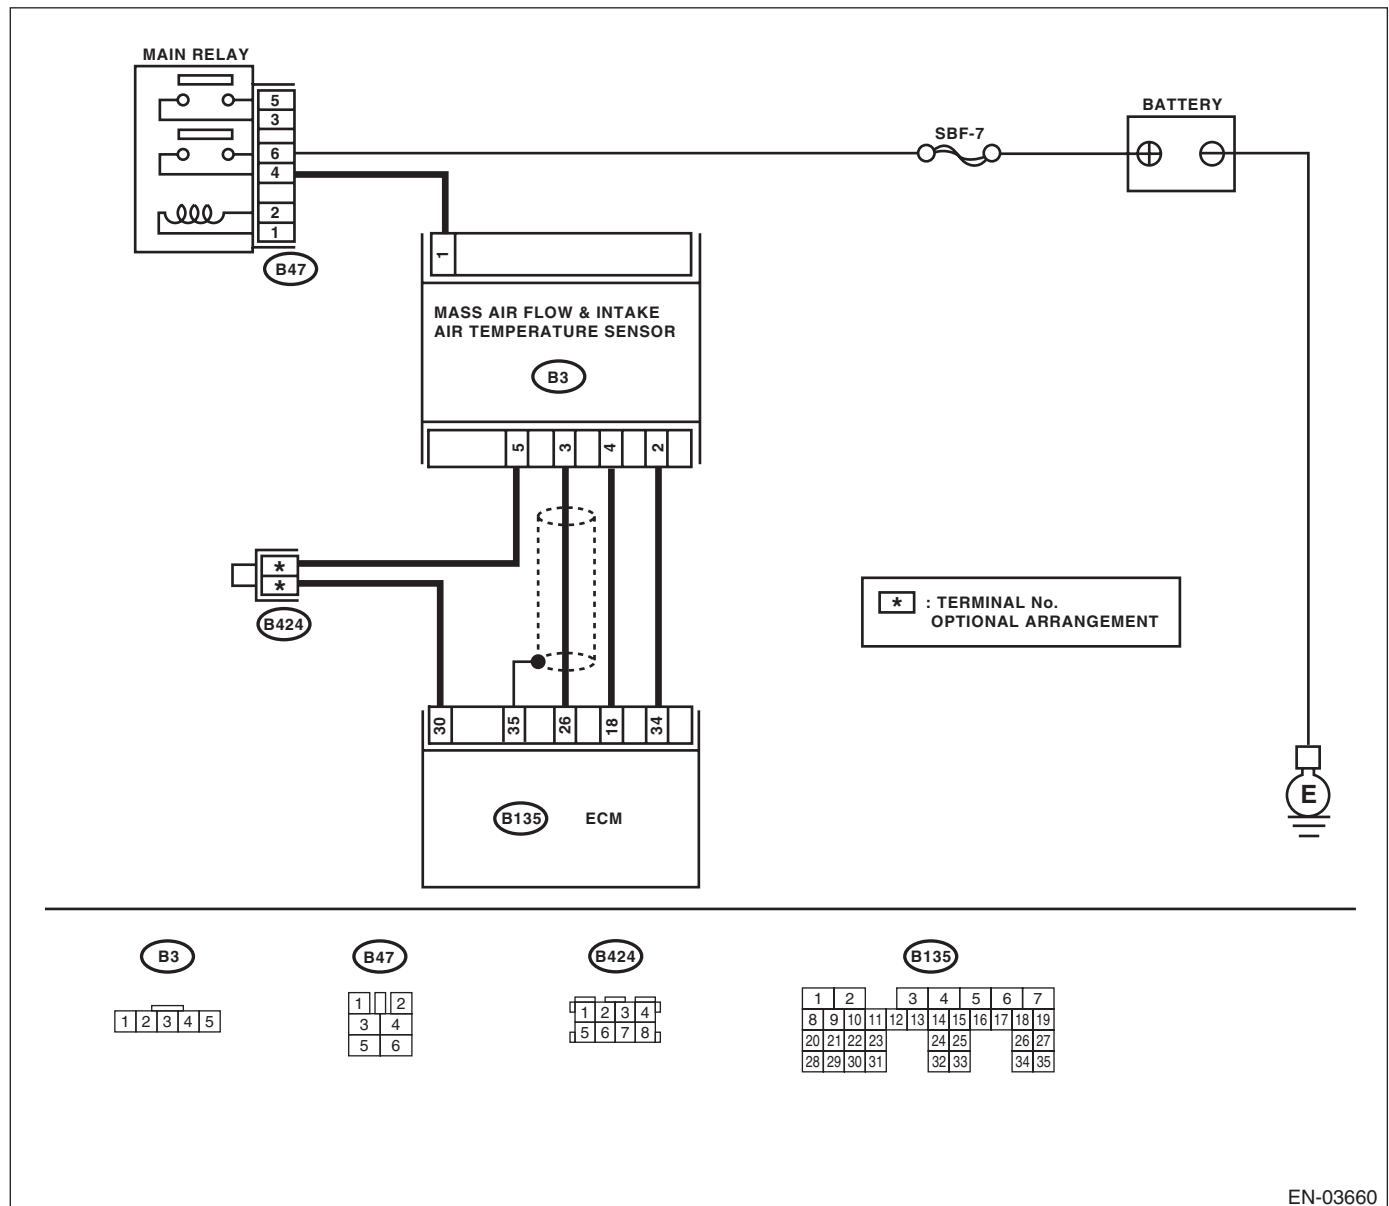 MAIN RELAY
5
3
6
4
2
1
B47
SBF-7
BATTERY
1
MASS AIR FLOW & INTAKE
AIR TEMPERATURE SENSOR
B3
5 3 4 2
*
*
B424
* : TERMINAL No.
OPTIONAL ARRANGEMENT
30 35 26 18 34
B135 ECM
E
B3 B47 B424 B135
1 2 3 4 5
1 2
3 4
5 6
1 2 3 4
5 6 7 8
1 2 3 4 5 6 7
8 9 10 11 12 13 14 15 16 17 18 19
20 21 22 23 24 25 26 27
28 29 30 31 32 33 34 35
EN-03660